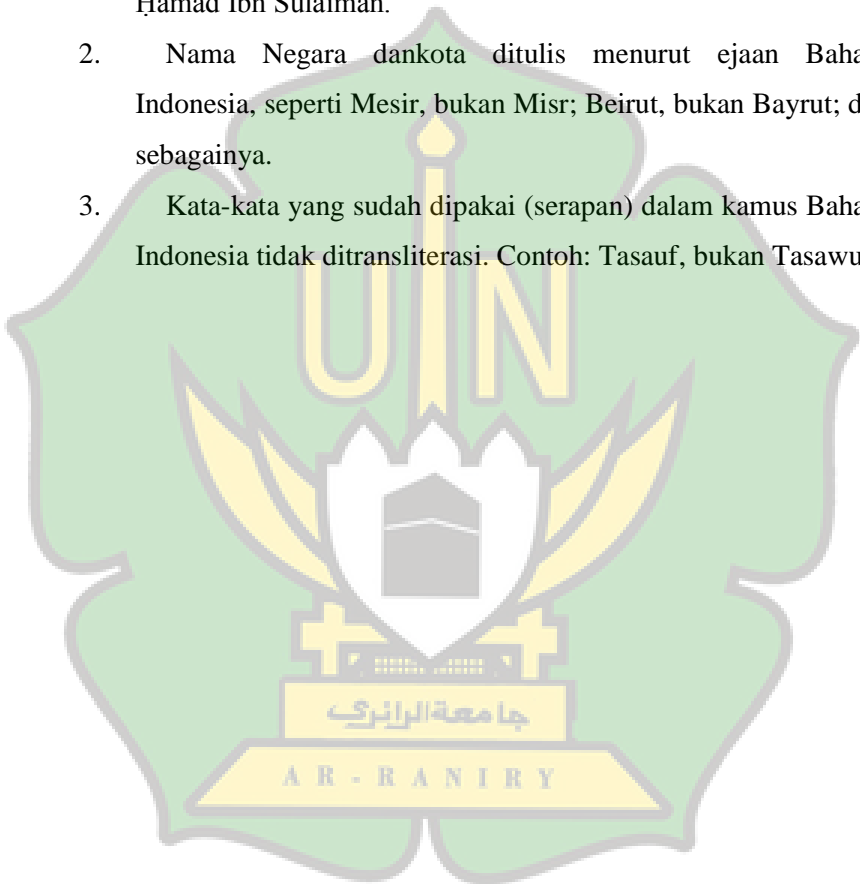 Ḥamad Ibn Sulaiman.
2. Nama Negara dankota ditulis menurut ejaan Baha
Indonesia, seperti Mesir, bukan Misr; Beirut, bukan Bayrut; d
sebagainya.
3. Kata-kata yang sudah dipakai (serapan) dalam kamus Baha
Indonesia tidak ditransliterasi. Contoh: Tasauf, bukan Tasawu
UIN
جامعة الرانري
AR-RANIRY